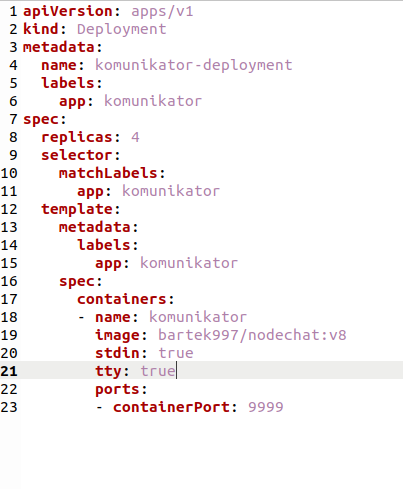 1 apiVersion: apps/v1
2 kind: Deployment
3 metadata:
4   name: komunikator-deployment
5   labels:
6     app: komunikator
7 spec:
8   replicas: 4
9   selector:
10     matchLabels:
11       app: komunikator
12   template:
13     metadata:
14       labels:
15         app: komunikator
16     spec:
17       containers:
18       - name: komunikator
19         image: bartek997/nodechat:v8
20         stdin: true
21         tty: true
22         ports:
23         - containerPort: 9999